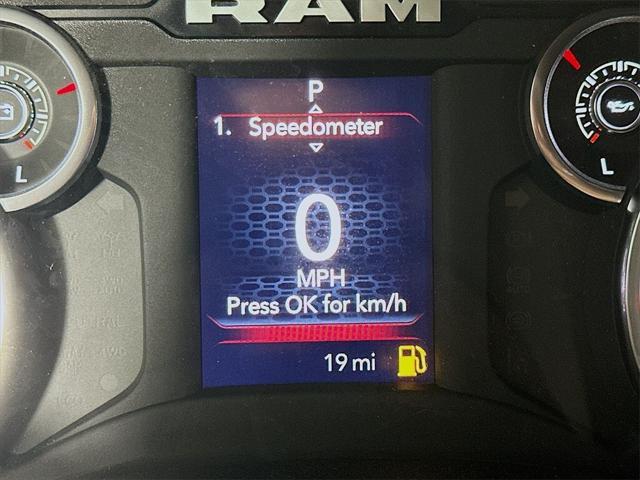 RAM
P
1. Speedometer
0
MPH
Press OK for km/h
19 mi
L
L